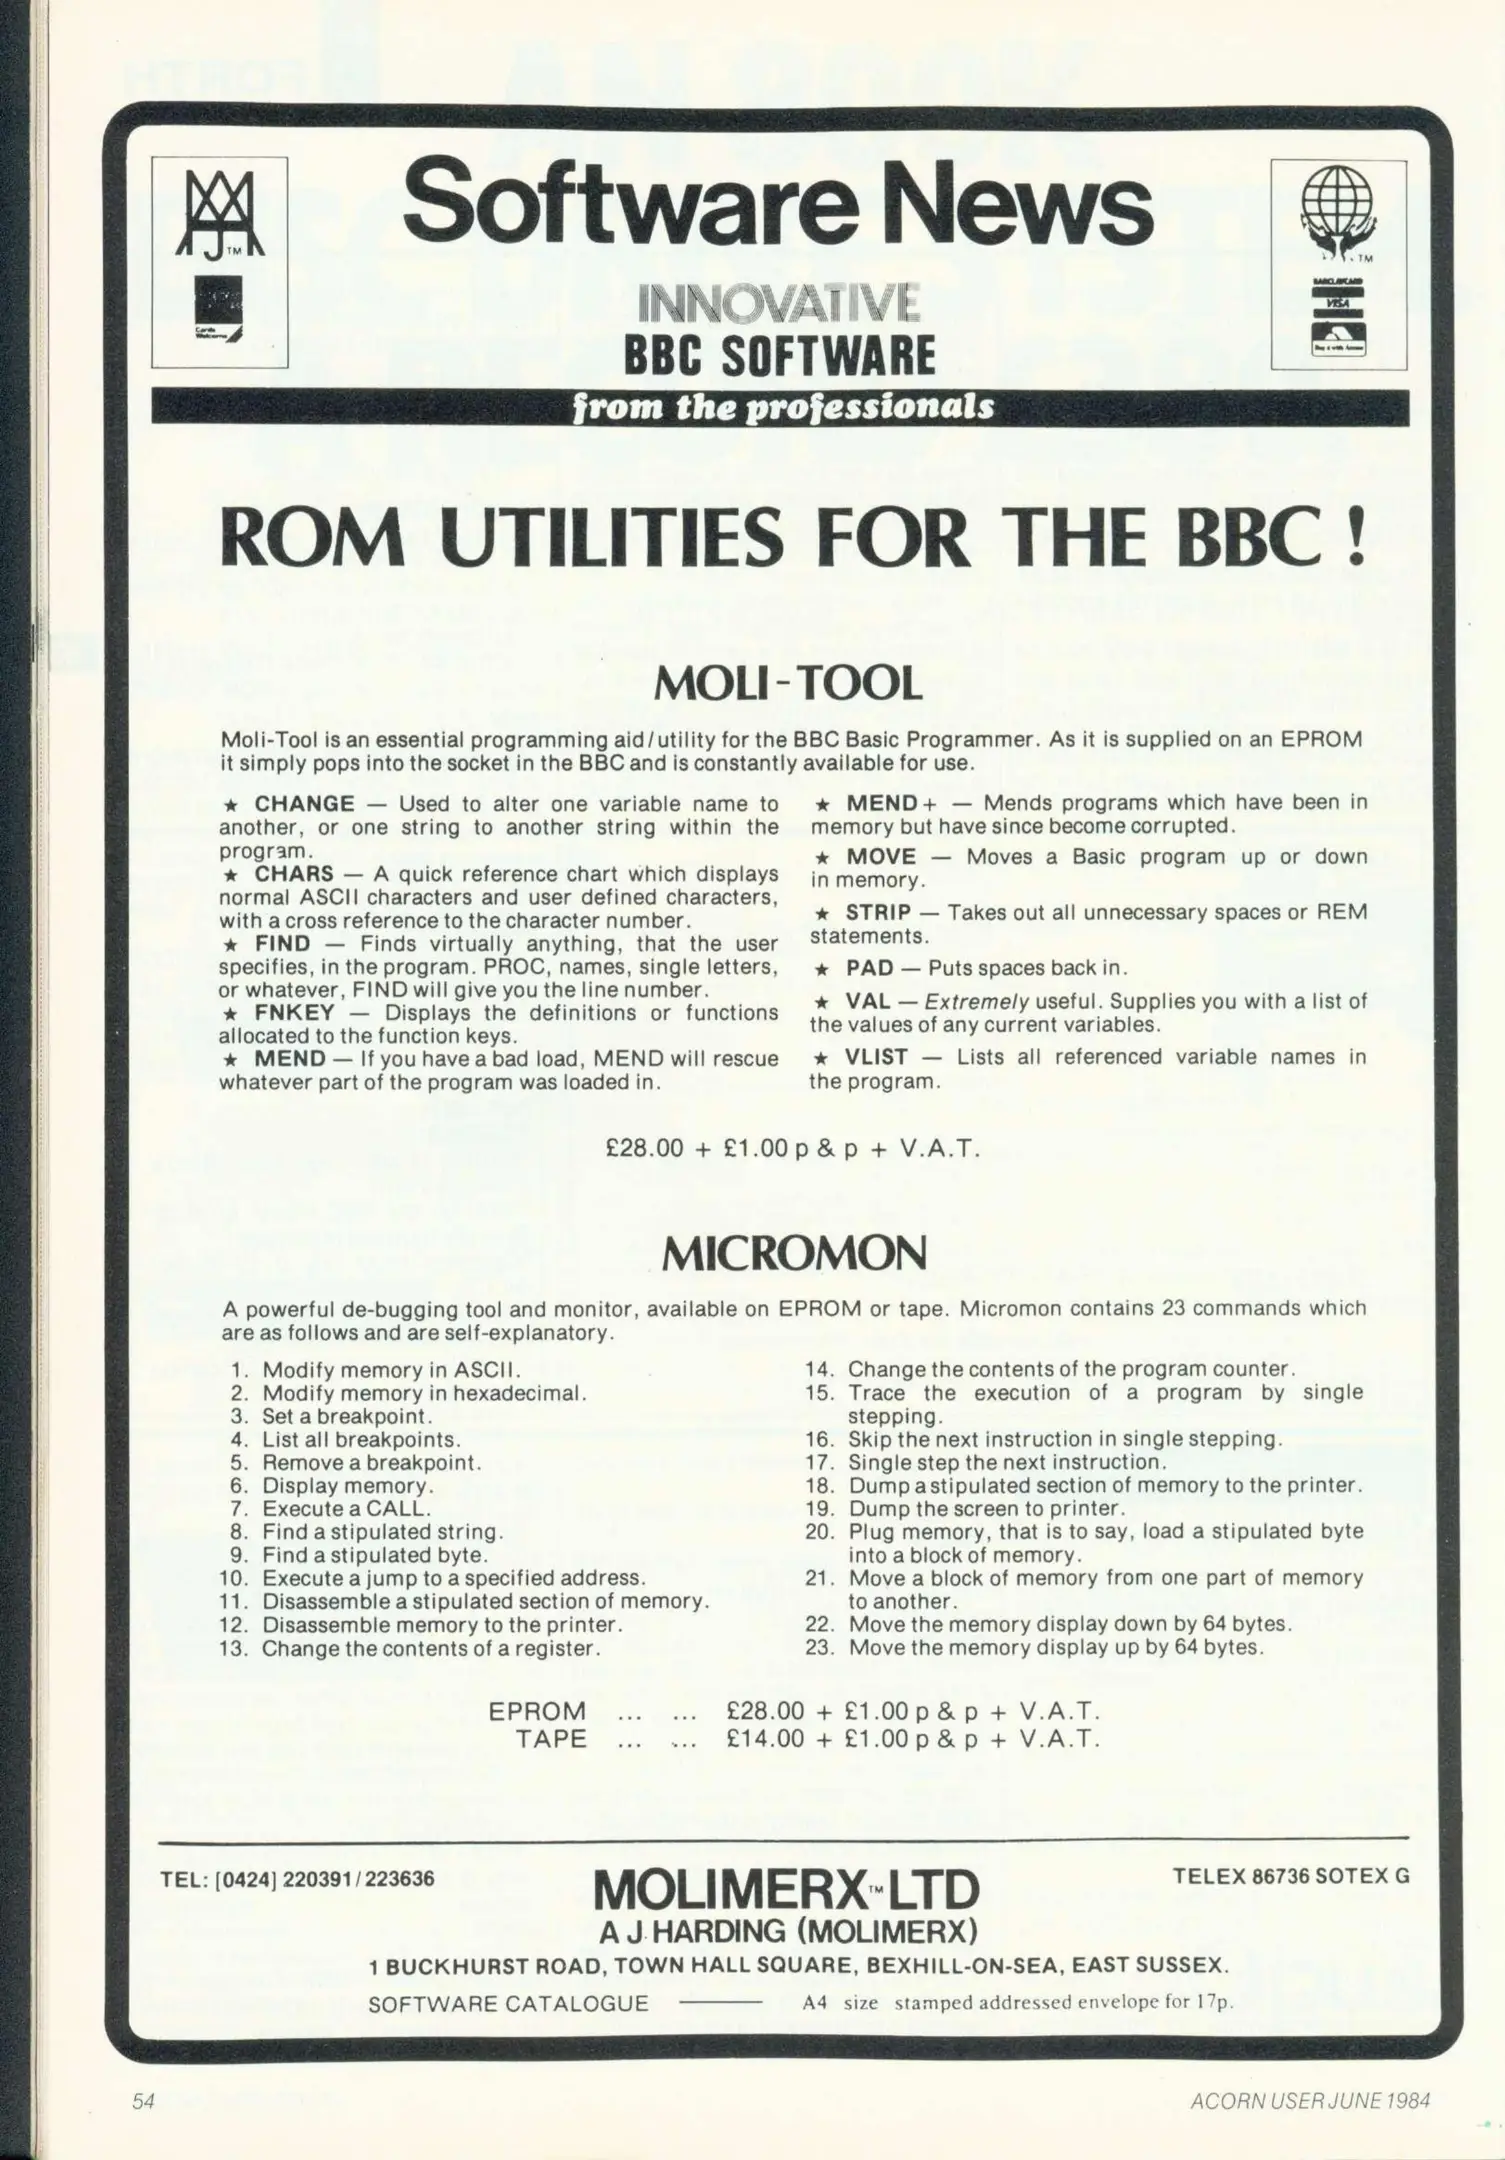 Software News
AJH™
Cards
Welcome
TM
BARCLAYCARD
VISA
INNOVATIVE
BBC SOFTWARE
from the professionals
ROM UTILITIES FOR THE BBC !
MOLI-TOOL
Moli-Tool is an essential programming aid/utility for the BBC Basic Programmer. As it is supplied on an EPROM
it simply pops into the socket in the BBC and is constantly available for use.
★ CHANGE — Used to alter one variable name to
another, or one string to another string within the
program.
★ CHARS — A quick reference chart which displays
normal ASCII characters and user defined characters,
with a cross reference to the character number.
★ FIND — Finds virtually anything, that the user
specifies, in the program. PROC, names, single letters,
or whatever, FIND will give you the line number.
★ FNKEY — Displays the definitions or functions
allocated to the function keys.
★ MEND — If you have a bad load, MEND will rescue
whatever part of the program was loaded in.
★ MEND+ — Mends programs which have been in
memory but have since become corrupted.
★ MOVE — Moves a Basic program up or down
in memory.
★ STRIP — Takes out all unnecessary spaces or REM
statements.
★ PAD — Puts spaces back in.
★ VAL — Extremely useful. Supplies you with a list of
the values of any current variables.
★ VLIST — Lists all referenced variable names in
the program.
£28.00 + £1.00 p & p + V.A.T.
MICROMON
A powerful de-bugging tool and monitor, available on EPROM or tape. Micromon contains 23 commands which
are as follows and are self-explanatory.
1. Modify memory in ASCII.
2. Modify memory in hexadecimal.
3. Set a breakpoint.
4. List all breakpoints.
5. Remove a breakpoint.
6. Display memory.
7. Execute a CALL.
8. Find a stipulated string.
9. Find a stipulated byte.
10. Execute a jump to a specified address.
11. Disassemble a stipulated section of memory.
12. Disassemble memory to the printer.
13. Change the contents of a register.
14. Change the contents of the program counter.
15. Trace the execution of a program by single
stepping.
16. Skip the next instruction in single stepping.
17. Single step the next instruction.
18. Dump a stipulated section of memory to the printer.
19. Dump the screen to printer.
20. Plug memory, that is to say, load a stipulated byte
into a block of memory.
21. Move a block of memory from one part of memory
to another.
22. Move the memory display down by 64 bytes.
23. Move the memory display up by 64 bytes.
EPROM ... ... £28.00 + £1.00 p & p + V.A.T.
TAPE ... ... £14.00 + £1.00 p & p + V.A.T.
TEL: [0424] 220391/223636
MOLIMERX™ LTD
TELEX 86736 SOTEX G
A J HARDING (MOLIMERX)
1 BUCKHURST ROAD, TOWN HALL SQUARE, BEXHILL-ON-SEA, EAST SUSSEX.
SOFTWARE CATALOGUE —— A4 size stamped addressed envelope for 17p.
54
ACORN USER JUNE 1984